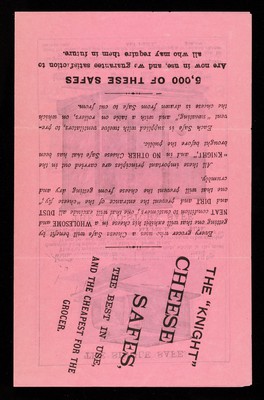 THE "KNIGHT"
CHEESE
SAFES,
THE BEST IN USE,
AND THE CHEAPEST FOR THE
GROCER.
Every grocer who uses a Cheese Safe will benefit by
getting one that will exhibit his cheese in a WHOLESOME and
NEAT condition to customers; one that will exclude all DUST
and DIRT and prevent the entrance of the "cheese fly;"
one that will prevent the cheese from getting dry and
crumbly.
All these important principles are carried out in the
"KNIGHT," and in NO OTHER Cheese Safe that has been
brought before the public.
Each Safe is supplied with twelve ventilators, to pre-
vent "sweating," and with a table on rollers, on which
the cheese is drawn from end to end.
5,000 OF THESE SAFES
Are now in use, and we guarantee satisfaction to
all who may require them in future.